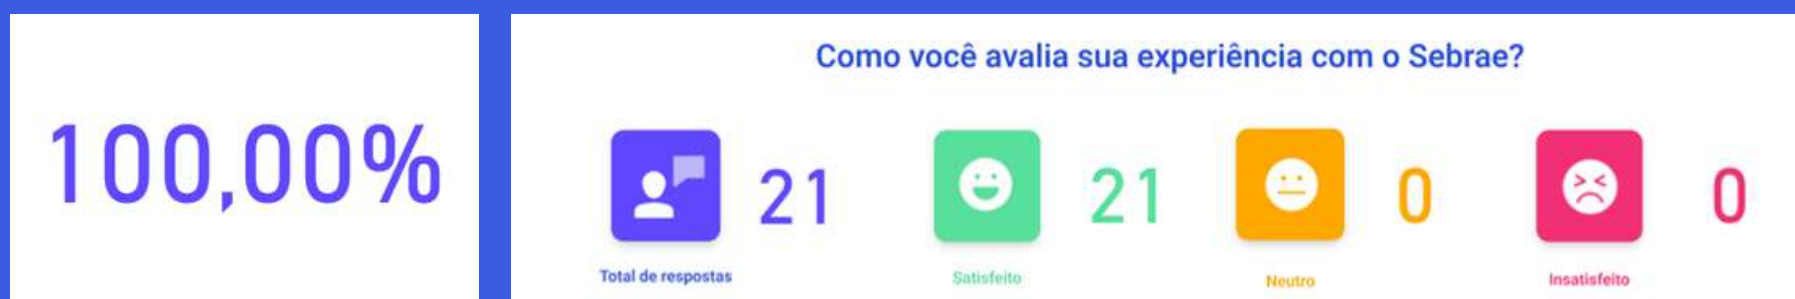 100,00%
Como você avalia sua experiência com o Sebrae?
21
21
0
0
Total de respostas
Satisfeito
Neutro
Insatisfeito